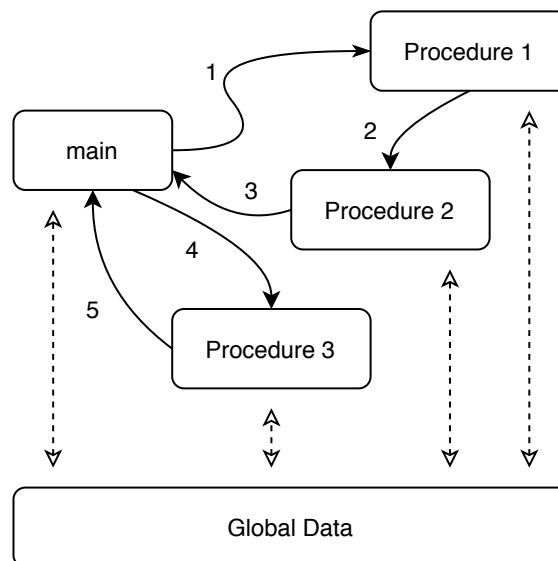 Procedure 1
1
2
main
3
Procedure 2
4
5
Procedure 3
Global Data